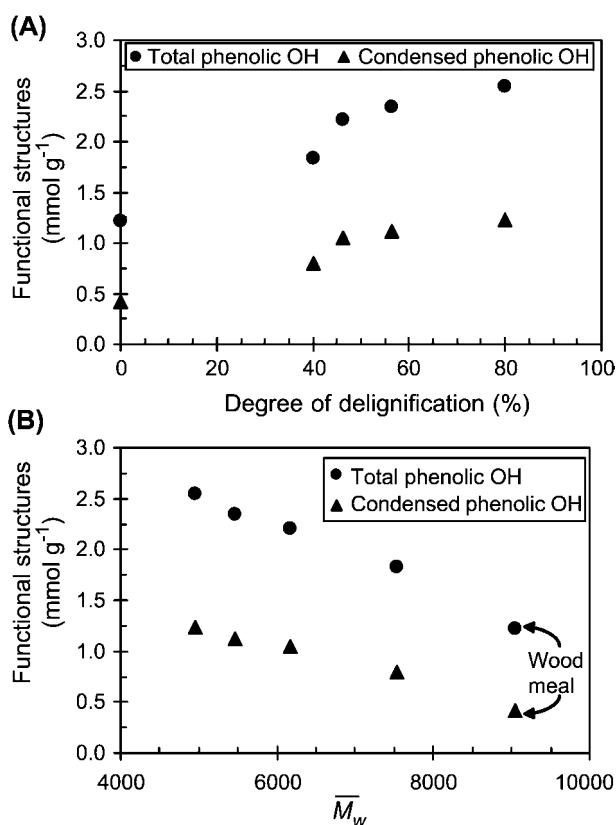 (A)
Total phenolic OH
Condensed phenolic OH
3.0
2.5
2.0
1.5
1.0
0.5
0.0
Functional structures
(mmol g⁻¹)
0
20
40
60
80
100
Degree of delignification (%)
(B)
Total phenolic OH
Condensed phenolic OH
3.0
2.5
2.0
1.5
1.0
0.5
0.0
Functional structures
(mmol g⁻¹)
Wood
meal
4000
6000
8000
10000
M̅w